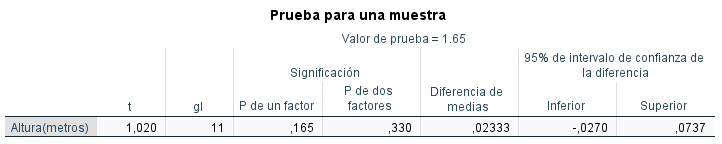 Prueba para una muestra
Valor de prueba = 1.65
Significación
95% de intervalo de confianza de
la diferencia
t
gl
P de un factor
P de dos
factores
Diferencia de
medias
Inferior
Superior
Altura(metros) 1,020 11 ,165 ,330 ,02333 -,0270 ,0737